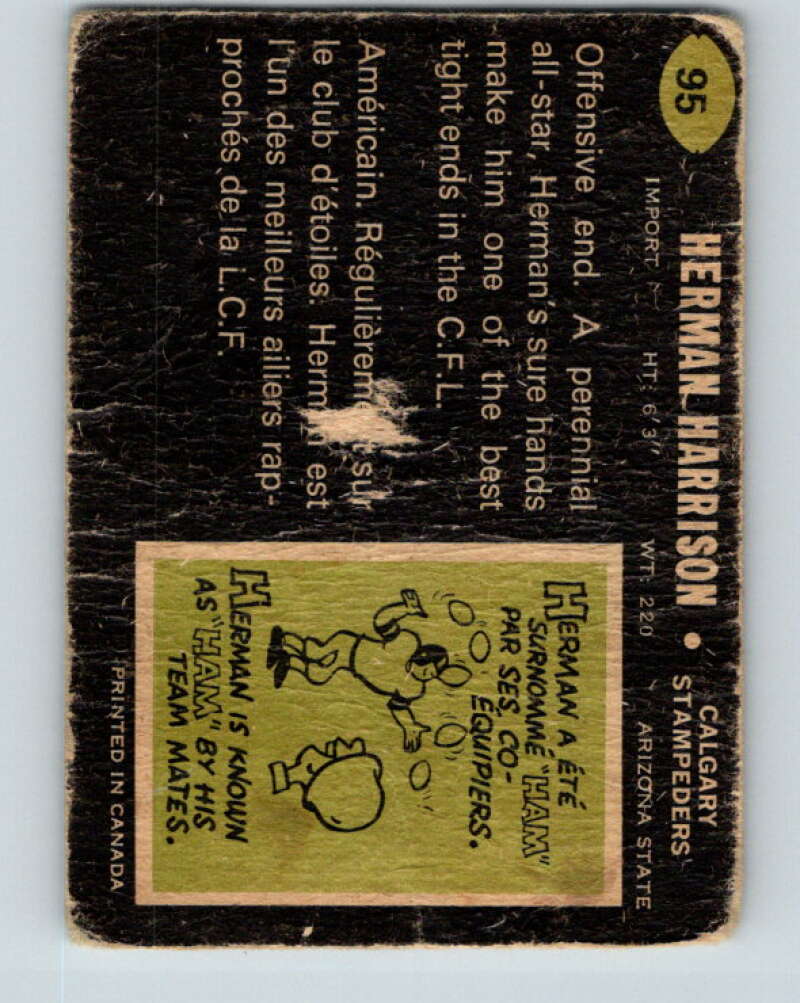 95
HERMAN HARRISON • CALGARY
STAMPEDERS
IMPORT HT: 6'3" WT: 220 ARIZONA STATE
Offensive end. A perennial
all-star, Herman's sure hands
make him one of the best
tight ends in the C.F.L.
Américain. Régulièrem sur
le club d'étoiles. Herm est
l'un des meilleurs ailiers rap-
prochés de la L.C.F.
HERMAN A ÉTÉ
SURNOMMÉ "HAM"
PAR SES CO-
ÉQUIPIERS.
HERMAN IS KNOWN
AS "HAM" BY HIS
TEAM MATES.
PRINTED IN CANADA